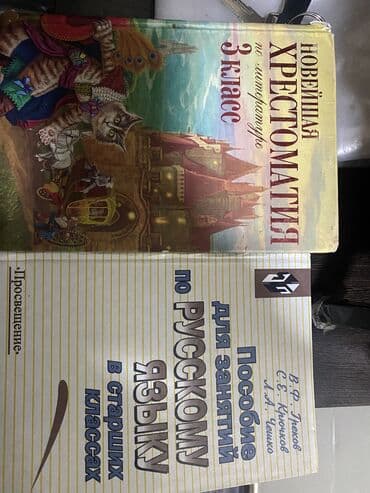 НОВЕЙШАЯ
ХРЕСТОМАТИЯ
по литературе
3 класс
В. Ф. Греков
С. Е. Крючков
Л. А. Чешко
Пособие
для занятий
по РУССКОМУ
ЯЗЫКУ
в старших
классах
•Просвещение•